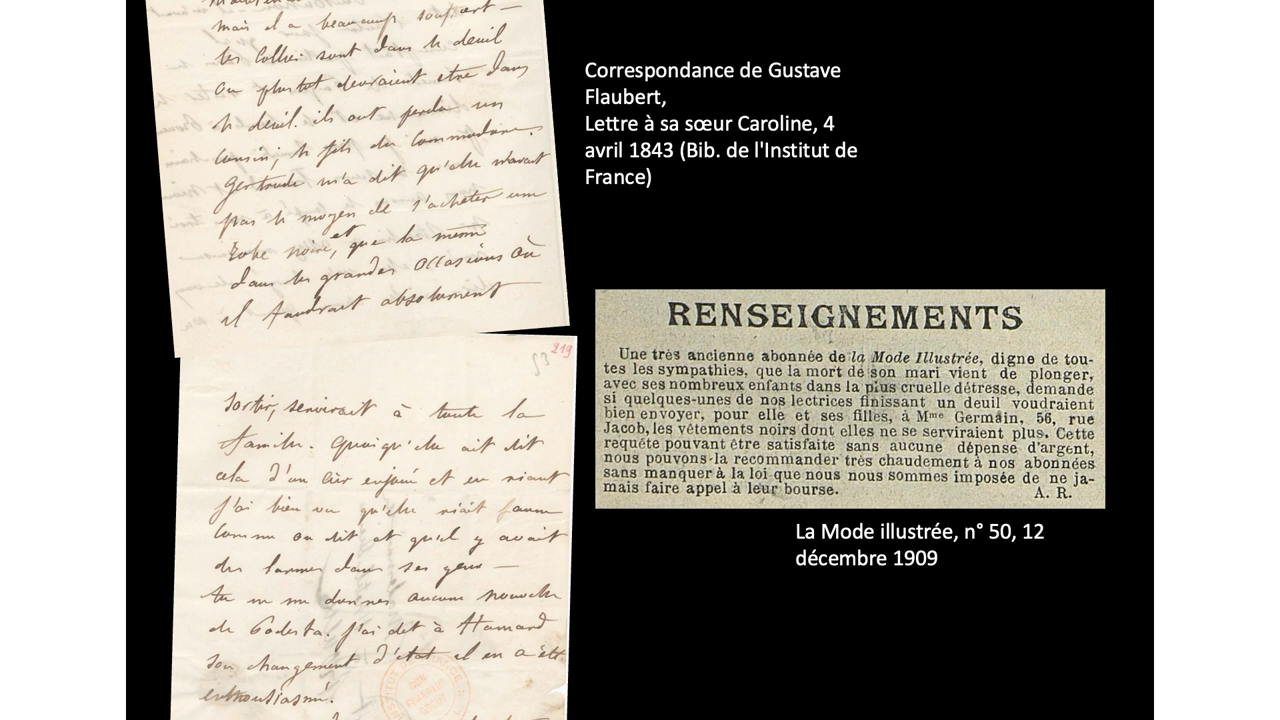 mais il a beaucoup souffert —
les Collier sont dans le deuil
ou plustot devraient etre dans
le deuil. ils ont perdu un
cousin, le fils du Commodore.
Gertrude m'a dit qu'elle n'avait
pas le moyen de s'acheter une
robe noire, et que la même
dans les grandes occasions où
il faudrait absolument
219
sortir, servirait à toute la
famille. Quoiqu'elle ait dit
cela d'un air enjoué et en riant
j'ai bien vu qu'elle riait jaune
comme on dit et qu'il y avait
des larmes dans ses yeux —
tu ne me donnes aucune nouvelle
de Podesta. J'ai dit à Hamard
son changement d'état il en a été
enthousiasmé.
Correspondance de Gustave
Flaubert,
Lettre à sa sœur Caroline, 4
avril 1843 (Bib. de l'Institut de
France)
RENSEIGNEMENTS
Une très ancienne abonnée de la Mode Illustrée, digne de tou-
tes les sympathies, que la mort de son mari vient de plonger,
avec ses nombreux enfants dans la plus cruelle détresse, demande
si quelques-unes de nos lectrices finissant un deuil voudraient
bien envoyer, pour elle et ses filles, à Mme Germain, 56, rue
Jacob, les vêtements noirs dont elles ne se serviraient plus. Cette
requête pouvant être satisfaite sans aucune dépense d'argent,
nous pouvons la recommander très chaudement à nos abonnées
sans manquer à la loi que nous nous sommes imposée de ne ja-
mais faire appel à leur bourse.
A. R.
La Mode illustrée, n° 50, 12
décembre 1909